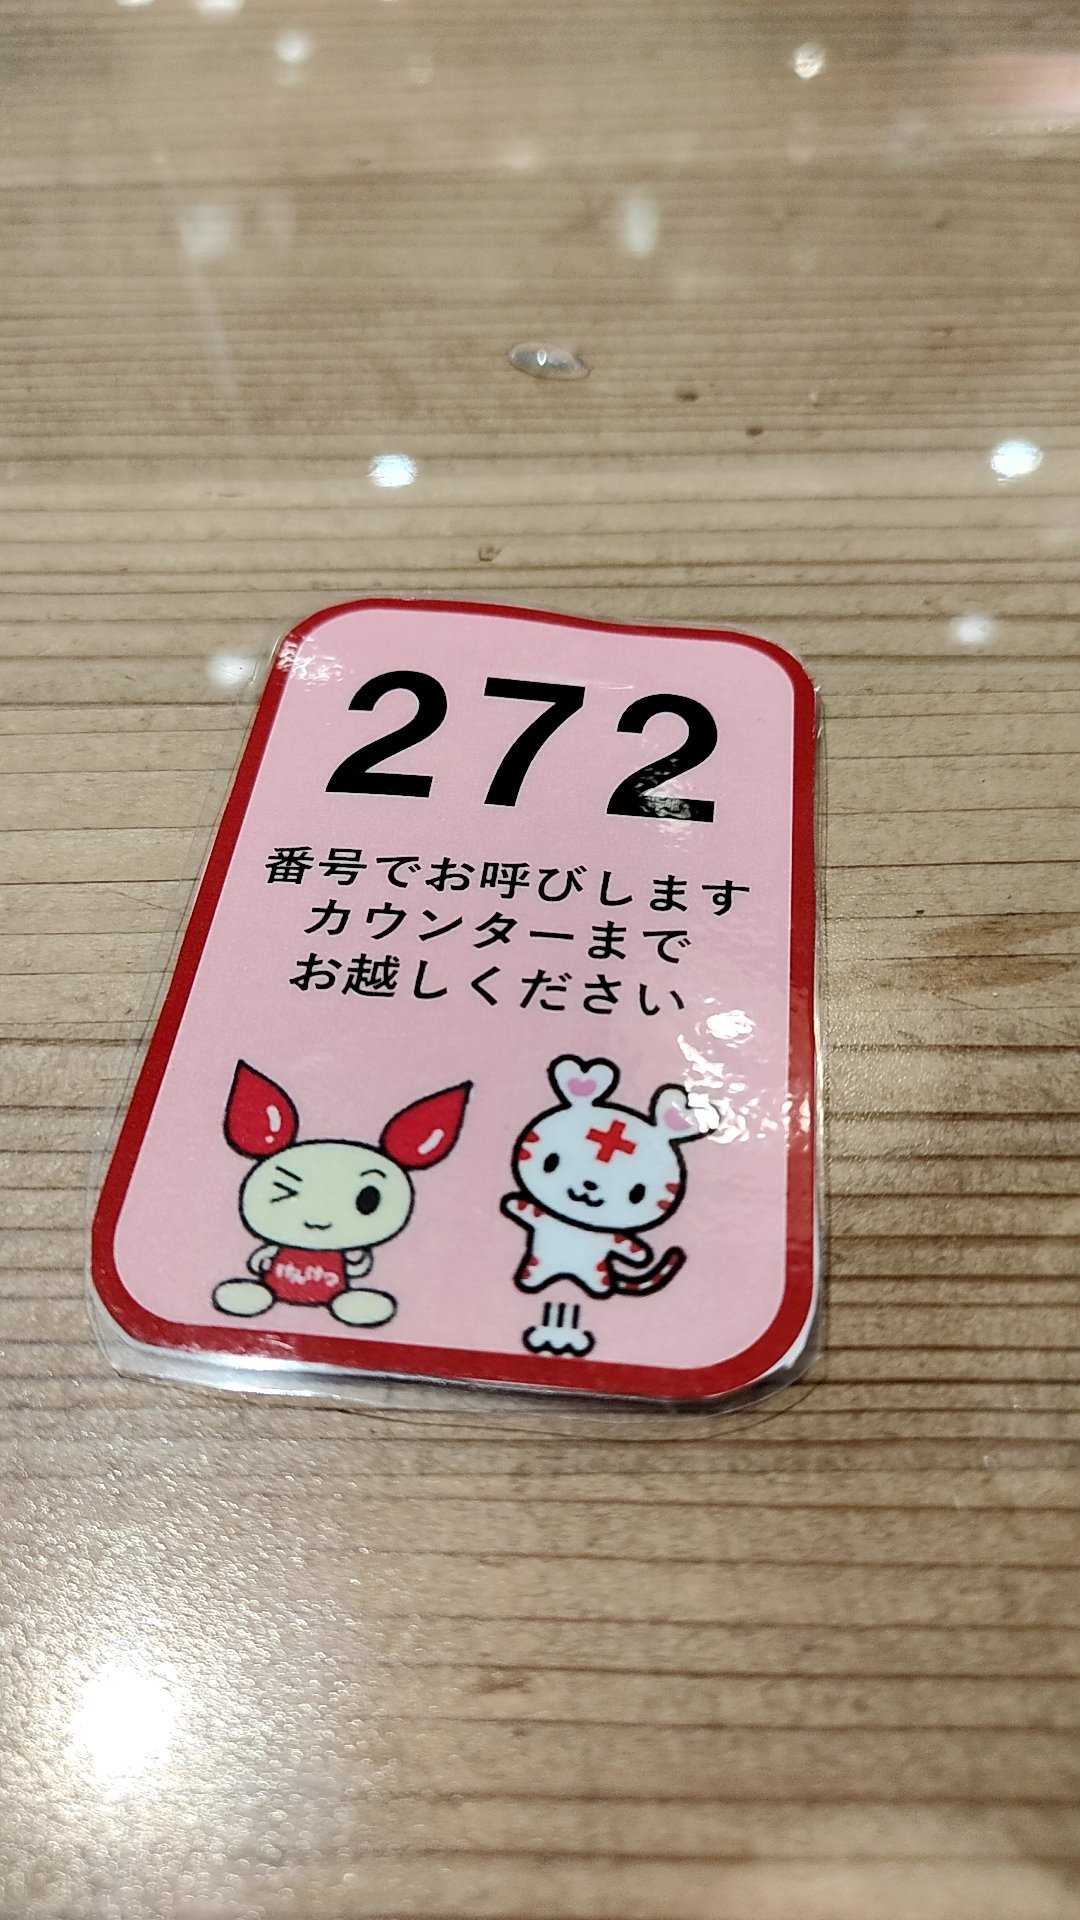 272
番号でお呼びします
カウンターまで
お越しください
けんけつ